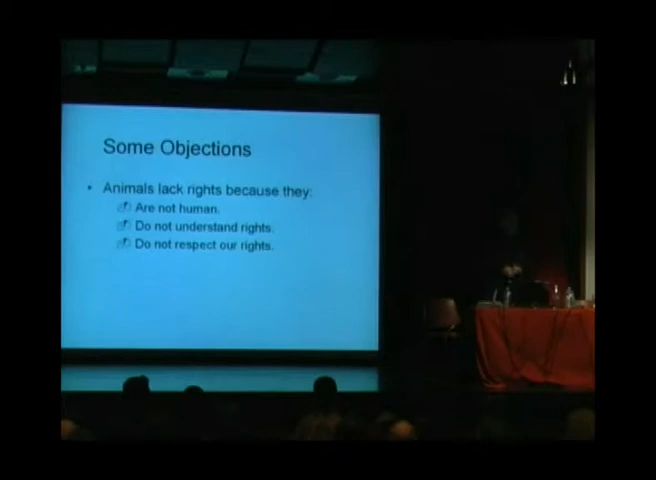 Some Objections
• Animals lack rights because they:
Are not human.
Do not understand rights.
Do not respect our rights.